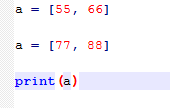 a = [55, 66]
a = [77, 88]
print(a)